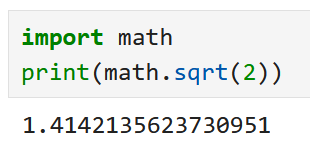 import math
print(math.sqrt(2))
1.4142135623730951